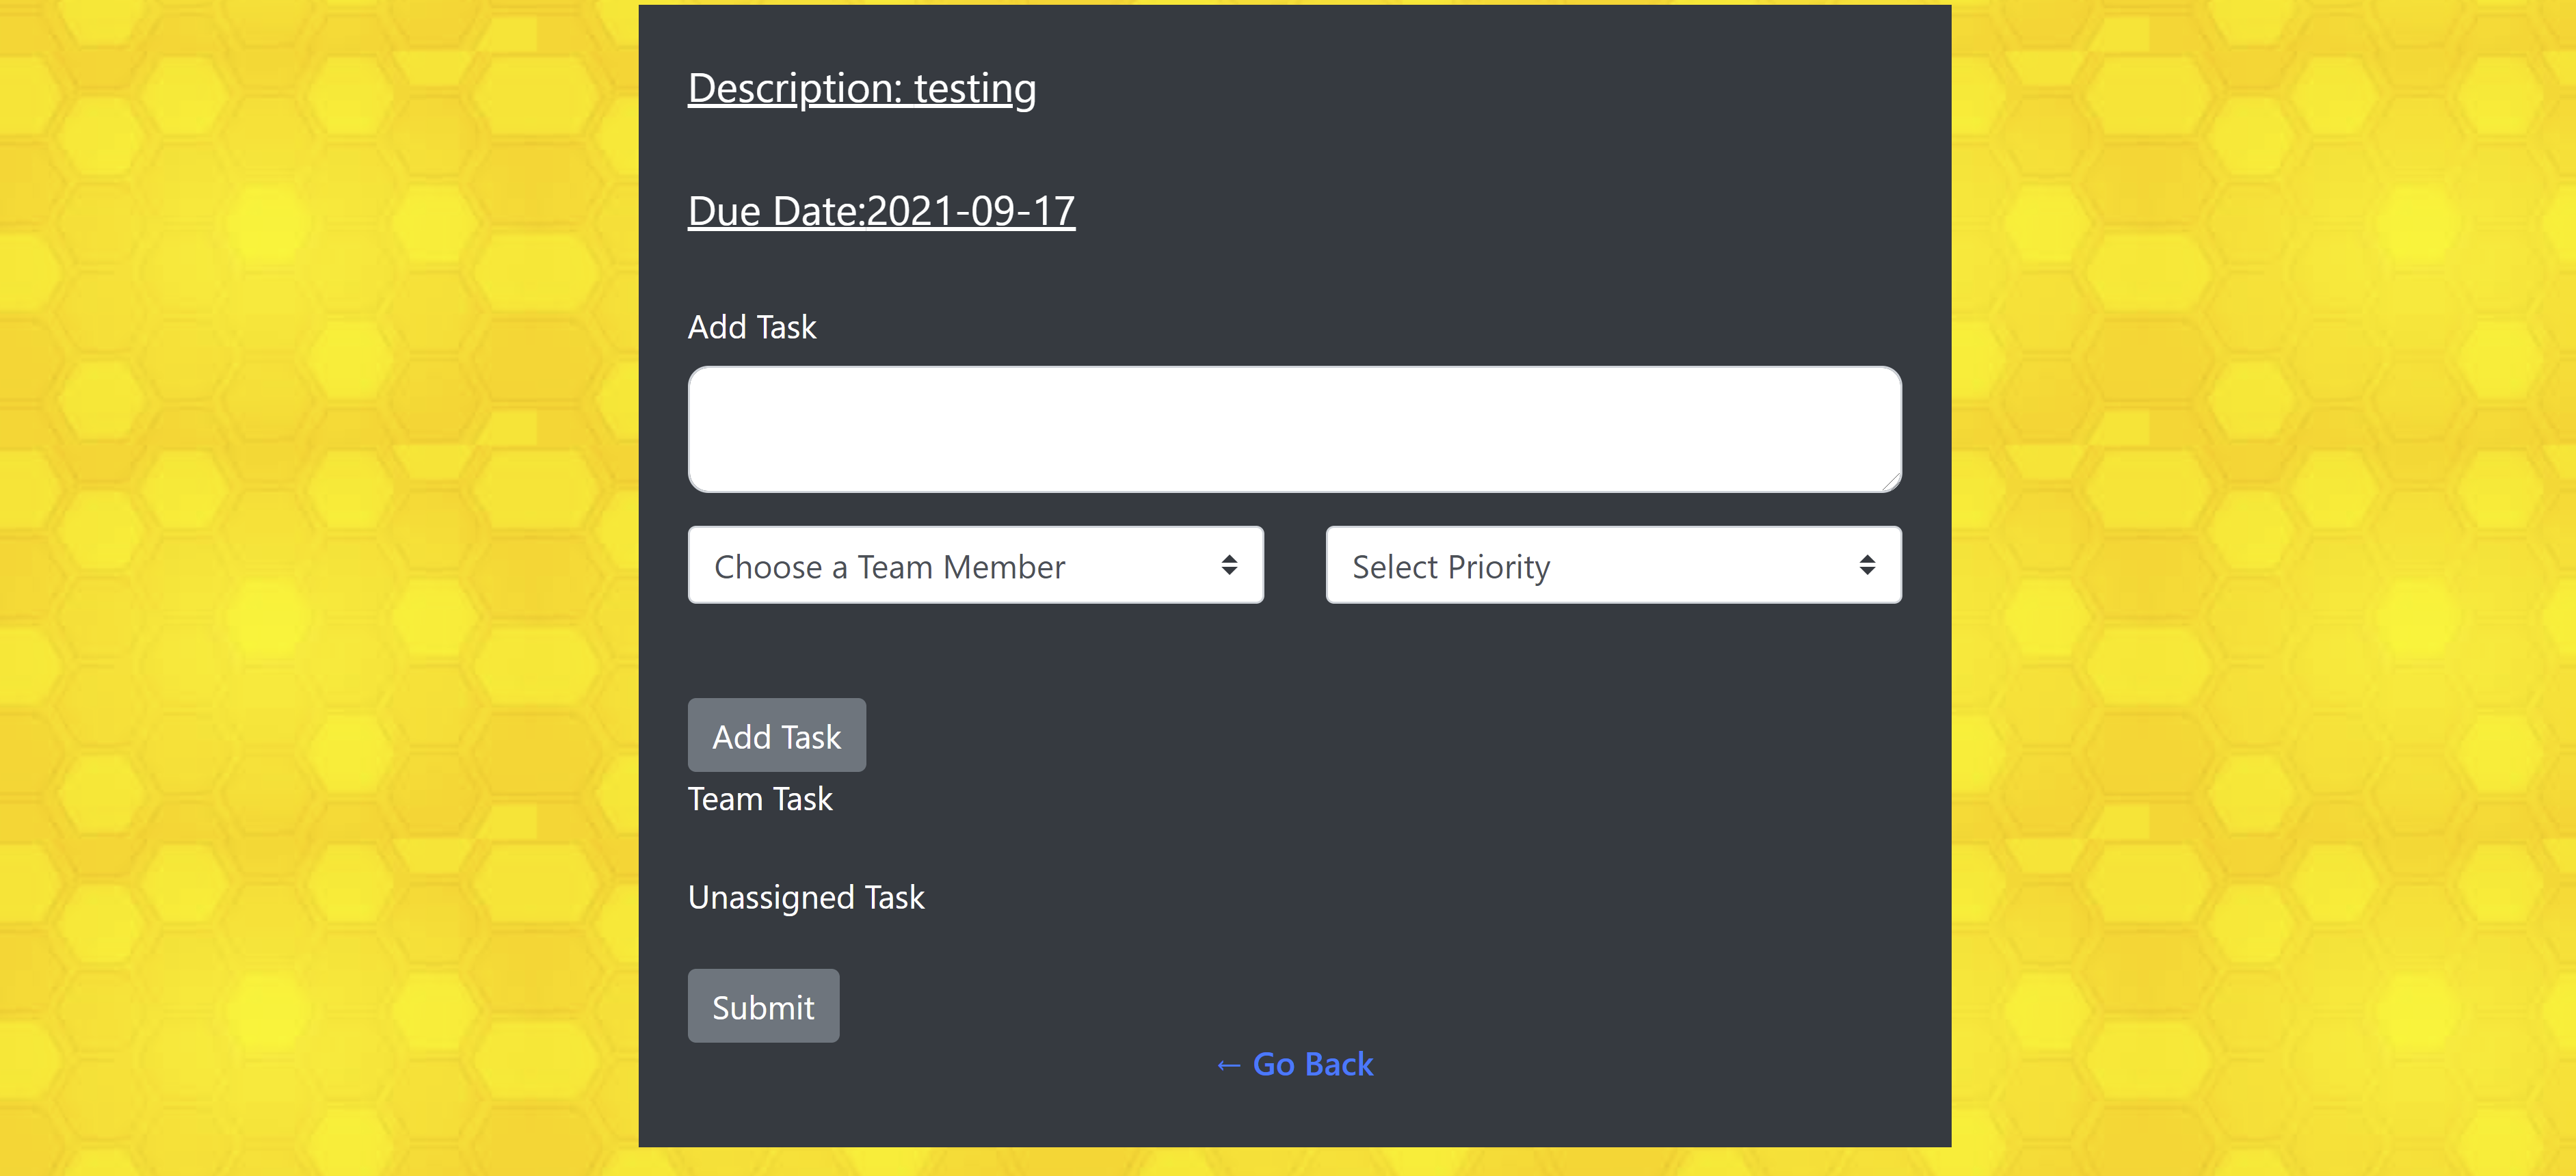 Description: testing
Due Date:2021-09-17
Add Task
Choose a Team Member
Select Priority
Add Task
Team Task
Unassigned Task
Submit
← Go Back